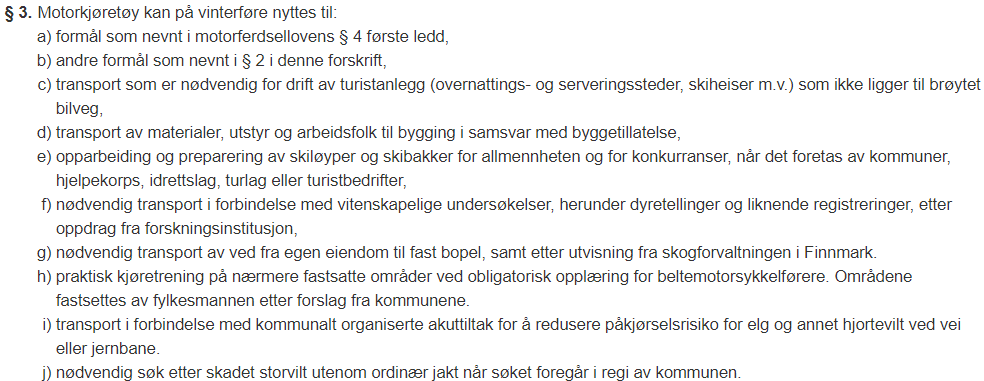 § 3. Motorkjøretøy kan på vinterføre nyttes til:
a) formål som nevnt i motorferdsellovens § 4 første ledd,
b) andre formål som nevnt i § 2 i denne forskrift,
c) transport som er nødvendig for drift av turistanlegg (overnattings- og serveringssteder, skiheiser m.v.) som ikke ligger til brøytet
bilveg,
d) transport av materialer, utstyr og arbeidsfolk til bygging i samsvar med byggetillatelse,
e) opparbeiding og preparering av skiløyper og skibakker for allmennheten og for konkurranser, når det foretas av kommuner,
hjelpekorps, idrettslag, turlag eller turistbedrifter,
f) nødvendig transport i forbindelse med vitenskapelige undersøkelser, herunder dyretellinger og liknende registreringer, etter
oppdrag fra forskningsinstitusjon,
g) nødvendig transport av ved fra egen eiendom til fast bopel, samt etter utvisning fra skogforvaltningen i Finnmark.
h) praktisk kjøretrening på nærmere fastsatte områder ved obligatorisk opplæring for beltemotorsykkelførere. Områdene
fastsettes av fylkesmannen etter forslag fra kommunene.
i) transport i forbindelse med kommunalt organiserte akuttiltak for å redusere påkjørselsrisiko for elg og annet hjortevilt ved vei
eller jernbane.
j) nødvendig søk etter skadet storvilt utenom ordinær jakt når søket foregår i regi av kommunen.